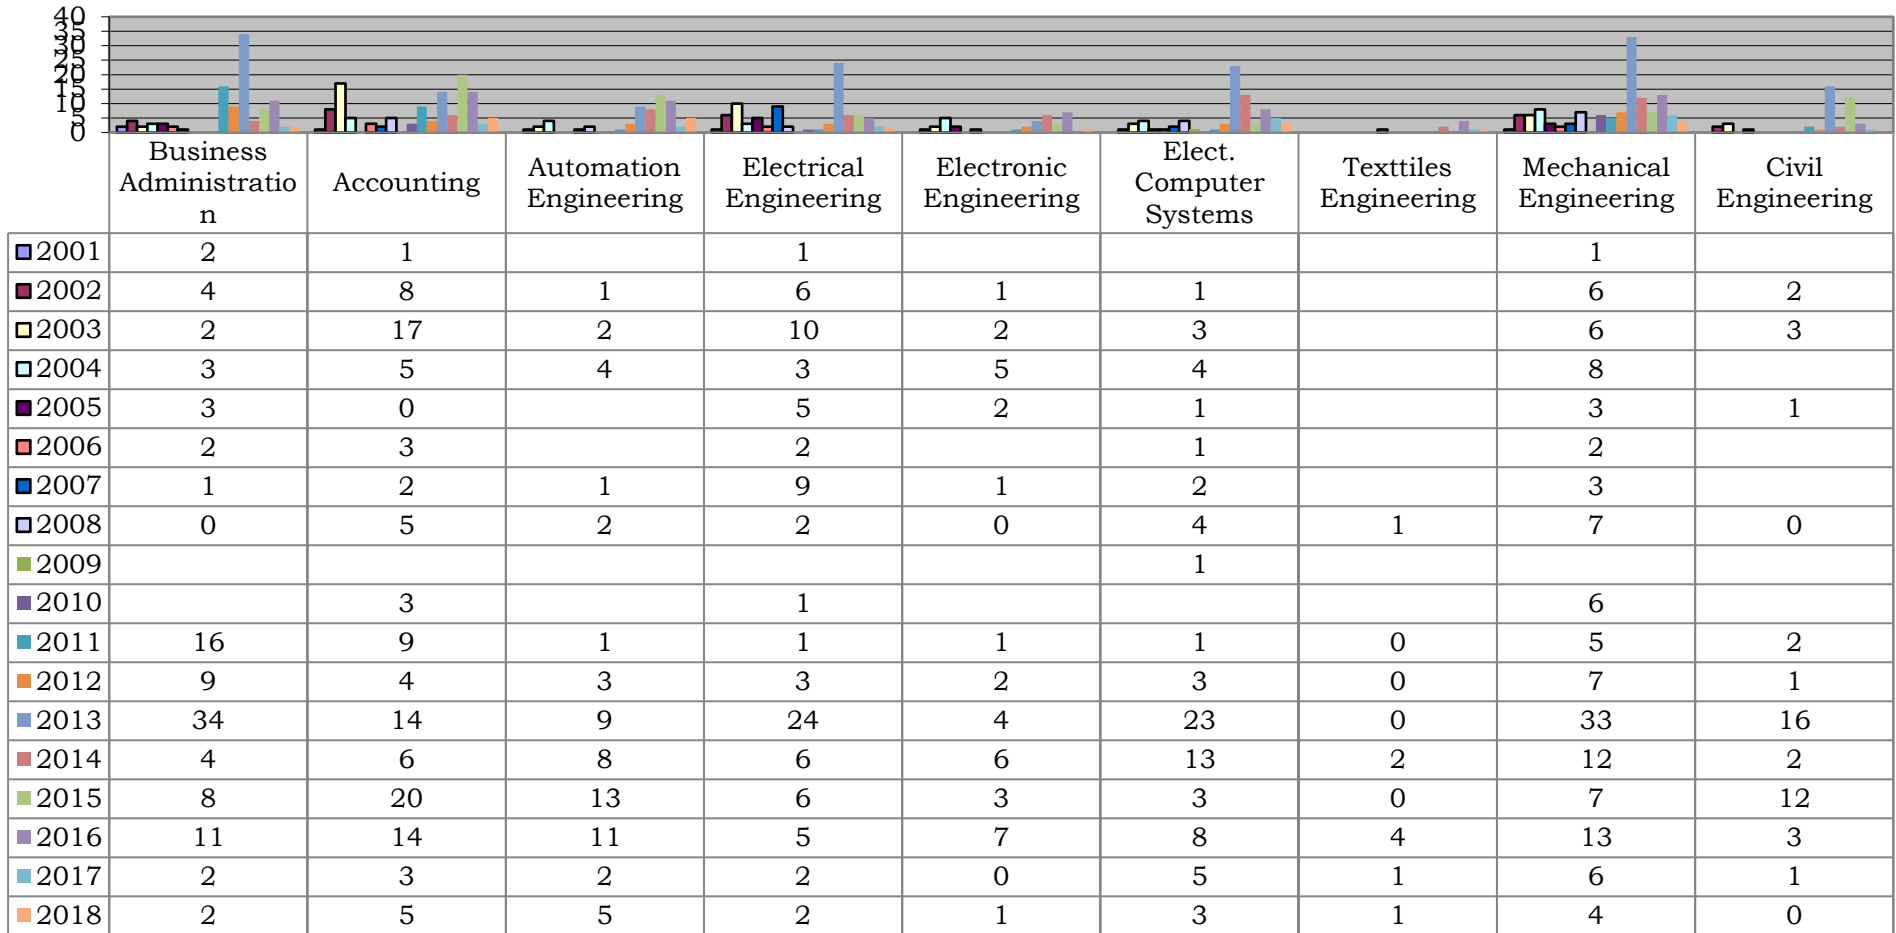 40
35
30
25
20
15
10
5
0
Business
Administratio
n
Accounting
Automation
Engineering
Electrical
Engineering
Electronic
Engineering
Elect.
Computer
Systems
Texttiles
Engineering
Mechanical
Engineering
Civil
Engineering
2001 2 1 1 1
2002 4 8 1 6 1 1 6 2
2003 2 17 2 10 2 3 6 3
2004 3 5 4 3 5 4 8
2005 3 0 5 2 1 3 1
2006 2 3 2 1 2
2007 1 2 1 9 1 2 3
2008 0 5 2 2 0 4 1 7 0
2009 1
2010 3 1 6
2011 16 9 1 1 1 1 0 5 2
2012 9 4 3 3 2 3 0 7 1
2013 34 14 9 24 4 23 0 33 16
2014 4 6 8 6 6 13 2 12 2
2015 8 20 13 6 3 3 0 7 12
2016 11 14 11 5 7 8 4 13 3
2017 2 3 2 2 0 5 1 6 1
2018 2 5 5 2 1 3 1 4 0